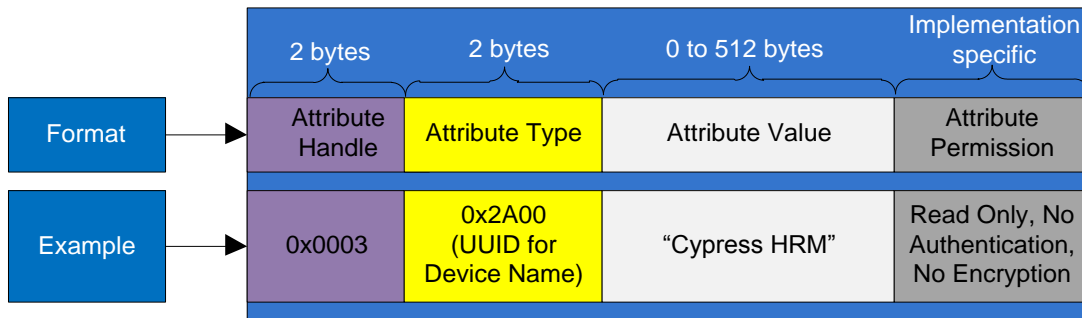 2 bytes
2 bytes
0 to 512 bytes
Implementation
specific
Format
Attribute
Handle
Attribute Type
Attribute Value
Attribute
Permission
Example
0x0003
0x2A00
(UUID for
Device Name)
“Cypress HRM”
Read Only, No
Authentication,
No Encryption